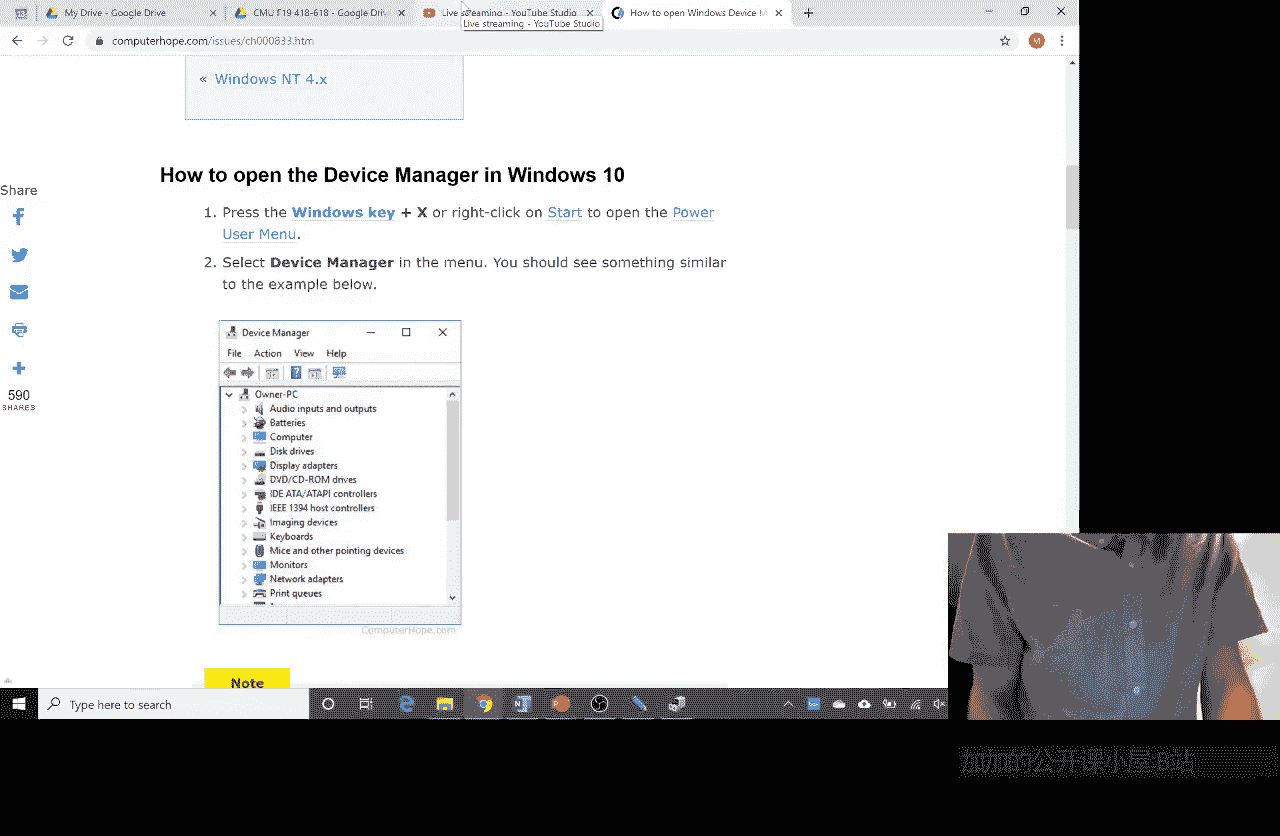 My Drive - Google Drive
CMU F19 418-618 - Google Driv
Live streaming - YouTube Studio
How to open Windows Device M
Live streaming - YouTube Studio
computerhope.com/issues/ch000833.htm
M
« Windows NT 4.x
How to open the Device Manager in Windows 10
Share
1. Press the Windows key + X or right-click on Start to open the Power
User Menu.
2. Select Device Manager in the menu. You should see something similar
to the example below.
Device Manager
File Action View Help
590
SHARES
Owner-PC
Audio inputs and outputs
Batteries
Computer
Disk drives
Display adapters
DVD/CD-ROM drives
IDE ATA/ATAPI controllers
IEEE 1394 host controllers
Imaging devices
Keyboards
Mice and other pointing devices
Monitors
Network adapters
Print queues
ComputerHope.com
Note
Type here to search
加加的公开课小屋 B站